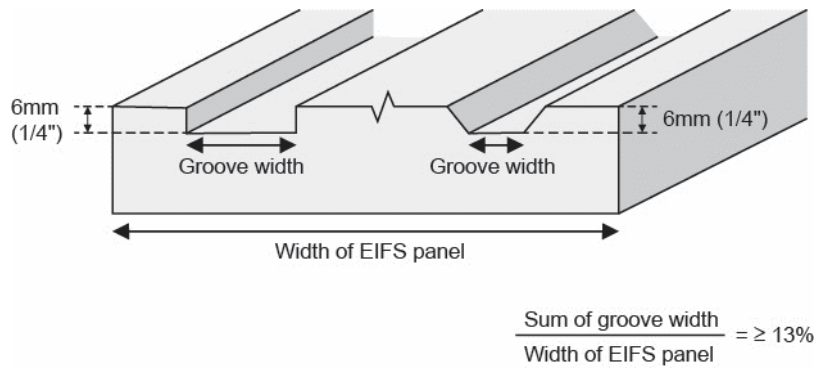 6mm
(1/4")
6mm (1/4")
Groove width
Groove width
Width of EIFS panel
Sum of groove width
Width of EIFS panel
= ≥ 13%